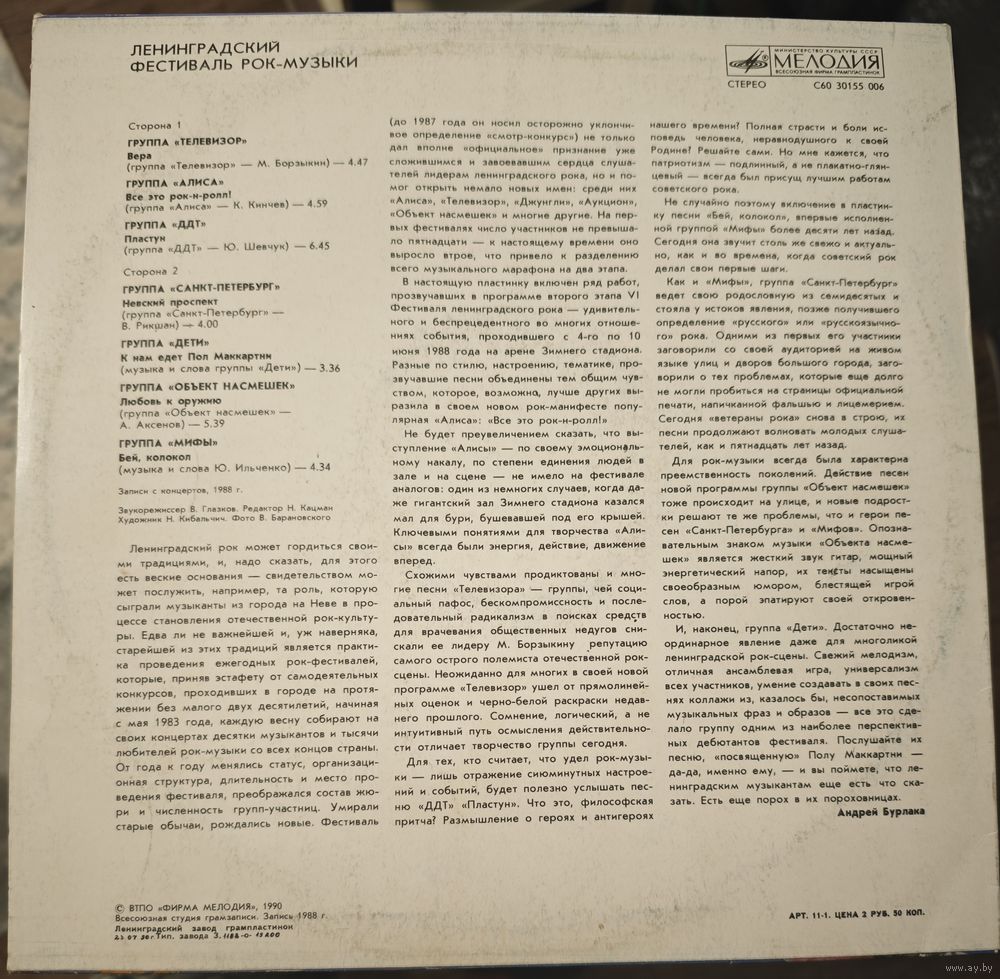 ЛЕНИНГРАДСКИЙ
ФЕСТИВАЛЬ РОК-МУЗЫКИ
МИНИСТЕРСТВО КУЛЬТУРЫ СССР
МЕЛОДИЯ
ВСЕСОЮЗНАЯ ФИРМА ГРАМПЛАСТИНОК
СТЕРЕО С60 30155 006
Сторона 1
ГРУППА «ТЕЛЕВИЗОР»
Вера
(группа «Телевизор» — М. Борзыкин) — 4.47
ГРУППА «АЛИСА»
Все это рок-н-ролл!
(группа «Алиса» — К. Кинчев) — 4.59
ГРУППА «ДДТ»
Пластун
(группа «ДДТ» — Ю. Шевчук) — 6.45
Сторона 2
ГРУППА «САНКТ-ПЕТЕРБУРГ»
Невский проспект
(группа «Санкт-Петербург» —
В. Рикшан) — 4.00
ГРУППА «ДЕТИ»
К нам едет Пол Маккартни
(музыка и слова группы «Дети») — 3.36
ГРУППА «ОБЪЕКТ НАСМЕШЕК»
Любовь к оружию
(группа «Объект насмешек» —
А. Аксенов) — 5.39
ГРУППА «МИФЫ»
Бей, колокол
(музыка и слова Ю. Ильченко) — 4.34
Записи с концертов, 1988 г.
Звукорежиссер В. Глазков. Редактор Н. Кацман
Художник Н. Кибальчич. Фото В. Барановского
Ленинградский рок может гордиться свои-
ми традициями, и, надо сказать, для этого
есть веские основания — свидетельством мо-
жет послужить, например, та роль, которую
сыграли музыканты из города на Неве в про-
цессе становления отечественной рок-культу-
ры. Едва ли не важнейшей и, уж наверняка,
старейшей из этих традиций является практи-
ка проведения ежегодных рок-фестивалей,
которые, приняв эстафету от самодеятельных
конкурсов, проходивших в городе на протя-
жении без малого двух десятилетий, начиная
с мая 1983 года, каждую весну собирают на
своих концертах десятки музыкантов и тысячи
любителей рок-музыки со всех концов страны.
От года к году менялись статус, организаци-
онная структура, длительность и место про-
ведения фестиваля, преображался состав жю-
ри и численность групп-участниц. Умирали
старые обычаи, рождались новые. Фестиваль
(до 1987 года он носил осторожно уклончи-
вое определение «смотр-конкурс») не только
дал вполне «официальное» признание уже
сложившимся и завоевавшим сердца слуша-
телей лидерам ленинградского рока, но и по-
мог открыть немало новых имен: среди них
«Алиса», «Телевизор», «Джунгли», «Аукцион»,
«Объект насмешек» и многие другие. На пер-
вых фестивалях число участников не превыша-
ло пятнадцати — к настоящему времени оно
выросло втрое, что привело к разделению
всего музыкального марафона на два этапа.
В настоящую пластинку включен ряд работ,
прозвучавших в программе второго этапа VI
Фестиваля ленинградского рока — удивитель-
ного и беспрецедентного во многих отноше-
ниях события, проходившего с 4-го по 10
июня 1988 года на арене Зимнего стадиона.
Разные по стилю, настроению, тематике, про-
звучавшие песни объединены тем общим чув-
ством, которое, возможно, лучше других вы-
разила в своем новом рок-манифесте попу-
лярная «Алиса»: «Все это рок-н-ролл!»
Не будет преувеличением сказать, что вы-
ступление «Алисы» — по своему эмоциональ-
ному накалу, по степени единения людей в
зале и на сцене — не имело на фестивале
аналогов: один из немногих случаев, когда да-
же гигантский зал Зимнего стадиона казался
мал для бури, бушевавшей под его крышей.
Ключевыми понятиями для творчества «Али-
сы» всегда были энергия, действие, движение
вперед.
Схожими чувствами продиктованы и мно-
гие песни «Телевизора» — группы, чей соци-
альный пафос, бескомпромиссность и после-
довательный радикализм в поисках средств
для врачевания общественных недугов сни-
скали ее лидеру М. Борзыкину репутацию
самого острого полемиста отечественной рок-
сцены. Неожиданно для многих в своей новой
программе «Телевизор» ушел от прямолиней-
ных оценок и черно-белой раскраски недав-
него прошлого. Сомнение, логический, а не
интуитивный путь осмысления действительно-
сти отличает творчество группы сегодня.
Для тех, кто считает, что удел рок-музы-
ки — лишь отражение сиюминутных настрое-
ний и событий, будет полезно услышать пес-
ню «ДДТ» «Пластун». Что это, философская
притча? Размышление о героях и антигероях
нашего времени? Полная страсти и боли ис-
поведь человека, неравнодушного к своей
Родине? Решайте сами. Но мне кажется, что
патриотизм — подлинный, а не плакатно-глян-
цевый — всегда был присущ лучшим работам
советского рока.
Не случайно поэтому включение в пластин-
ку песни «Бей, колокол», впервые исполнен-
ной группой «Мифы» более десяти лет назад.
Сегодня она звучит столь же свежо и актуаль-
но, как и во времена, когда советский рок
делал свои первые шаги.
Как и «Мифы», группа «Санкт-Петербург»
ведет свою родословную из семидесятых и
стояла у истоков явления, позже получившего
определение «русского» или «русскоязычно-
го» рока. Одними из первых его участники
заговорили со своей аудиторией на живом
языке улиц и дворов большого города, заго-
ворили о тех проблемах, которые еще долго
не могли пробиться на страницы официальной
печати, напичканной фальшью и лицемерием.
Сегодня «ветераны рока» снова в строю, их
песни продолжают волновать молодых слуша-
телей, как и пятнадцать лет назад.
Для рок-музыки всегда была характерна
преемственность поколений. Действие песен
новой программы группы «Объект насмешек»
тоже происходит на улице, и новые подрост-
ки решают те же проблемы, что и герои пе-
сен «Санкт-Петербурга» и «Мифов». Опозна-
вательным знаком музыки «Объекта насме-
шек» является жесткий звук гитар, мощный
энергетический напор, их тексты насыщены
своеобразным юмором, блестящей игрой
слов, а порой эпатируют своей откровен-
ностью.
И, наконец, группа «Дети». Достаточно не-
ординарное явление даже для многоликой
ленинградской рок-сцены. Свежий мелодизм,
отличная ансамблевая игра, универсализм
всех участников, умение создавать в своих пес-
нях коллажи из, казалось бы, несопоставимых
музыкальных фраз и образов — все это сде-
лало группу одним из наиболее перспектив-
ных дебютантов фестиваля. Послушайте их
песню, «посвященную» Полу Маккартни —
да-да, именно ему, — и вы поймете, что ле-
нинградским музыкантам еще есть что ска-
зать. Есть еще порох в их пороховницах.
Андрей Бурлака
© ВТПО «ФИРМА МЕЛОДИЯ», 1990
Всесоюзная студия грамзаписи. Запись 1988 г.
Ленинградский завод грампластинок
23 07 90 г. Тип. завода З. 1182-0- 15200
АРТ. 11-1. ЦЕНА 2 РУБ. 50 КОП.
www.ay.by